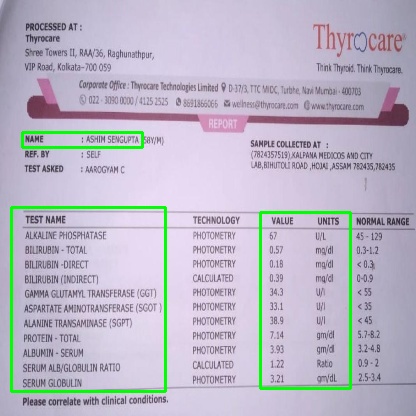 PROCESSED AT :
Thyrocare
Shree Towers II, RAA/36, Raghunathpur,
VIP Road, Kolkata-700 059
Thyrocare®
Think Thyroid. Think Thyrocare.
Corporate Office : Thyrocare Technologies Limited D-37/3, TTC MIDC, Turbhe, Navi Mumbai - 400703
022 - 3090 0000 / 4125 2525 8691866066 wellness@thyrocare.com www.thyrocare.com
REPORT
NAME : ASHIM SENGUPTA (58Y/M)
REF. BY : SELF
TEST ASKED : AAROGYAM C
SAMPLE COLLECTED AT :
(7824357519),KALPANA MEDICOS AND CITY
LAB,BIHUTOLI ROAD ,HOJAI ,ASSAM 782435,782435
TEST NAME TECHNOLOGY VALUE UNITS NORMAL RANGE
ALKALINE PHOSPHATASE PHOTOMETRY 67 U/L 45 - 129
BILIRUBIN - TOTAL PHOTOMETRY 0.57 mg/dl 0.3-1.2
BILIRUBIN -DIRECT PHOTOMETRY 0.18 mg/dl < 0.3
BILIRUBIN (INDIRECT) CALCULATED 0.39 mg/dl 0-0.9
GAMMA GLUTAMYL TRANSFERASE (GGT) PHOTOMETRY 34.3 U/l < 55
ASPARTATE AMINOTRANSFERASE (SGOT ) PHOTOMETRY 33.1 U/l < 35
ALANINE TRANSAMINASE (SGPT) PHOTOMETRY 38.9 U/l < 45
PROTEIN - TOTAL PHOTOMETRY 7.14 gm/dl 5.7-8.2
ALBUMIN - SERUM PHOTOMETRY 3.93 gm/dl 3.2-4.8
SERUM ALB/GLOBULIN RATIO CALCULATED 1.22 Ratio 0.9 - 2
SERUM GLOBULIN PHOTOMETRY 3.21 gm/dL 2.5-3.4
Please correlate with clinical conditions.